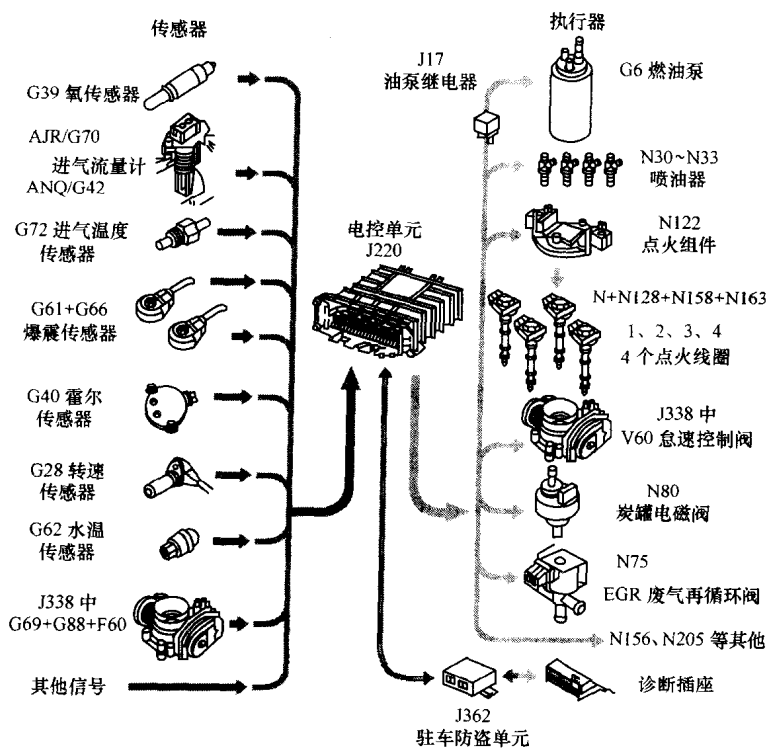 传感器
G39 氧传感器
AJR/G70
进气流量计
ANQ/G42
G72 进气温度
传感器
G61+G66
爆震传感器
G40 霍尔
传感器
G28 转速
传感器
G62 水温
传感器
J338 中
G69+G88+F60
其他信号
电控单元
J220
J17
油泵继电器
执行器
G6 燃油泵
N30~N33
喷油器
N122
点火组件
N+N128+N158+N163
1、2、3、4
4 个点火线圈
J338 中
V60 怠速控制阀
N80
炭罐电磁阀
N75
EGR 废气再循环阀
N156、N205 等其他
诊断插座
J362
驻车防盗单元